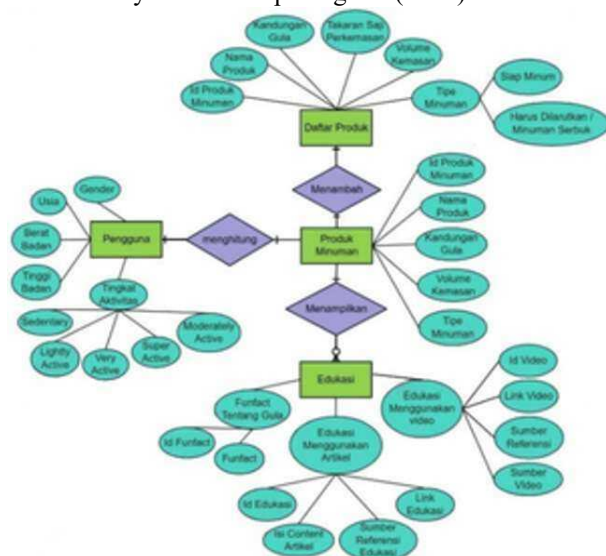 Kandungan
Gula
Takaran Saji
Perkemasan
Volume
Kemasan
Nama
Produk
Id Produk
Minuman
Tipe
Minuman
Siap Minum
Harus Dilarutkan /
Minuman Serbuk
Daftar Produk
Menambah
Id Produk
Minuman
Nama
Produk
Kandungan
Gula
Volume
Kemasan
Tipe
Minuman
Gender
Usia
Berat
Badan
Tinggi
Badan
Pengguna
menghitung
Produk
Minuman
Tingkat
Aktivitas
Sedentary
Lightly
Active
Very
Active
Super
Active
Moderately
Active
Menampilkan
Edukasi
Funfact
Tentang Gula
Id Funfact
Funfact
Edukasi
Menggunakan
Artikel
Edukasi
Menggunakan
video
Id Video
Link Video
Sumber
Referensi
Sumber
Video
Id Edukasi
Isi Content
Artikel
Sumber
Referensi
Edukasi
Link
Edukasi